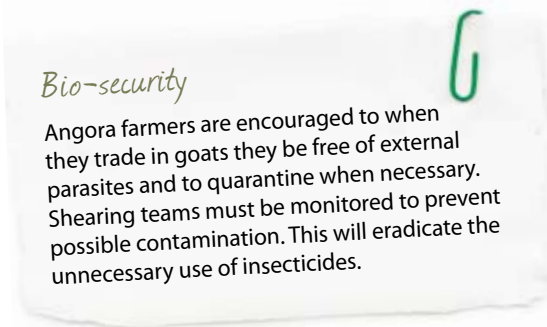 Bio-security
Angora farmers are encouraged to when
they trade in goats they be free of external
parasites and to quarantine when necessary.
Shearing teams must be monitored to prevent
possible contamination. This will eradicate the
unnecessary use of insecticides.